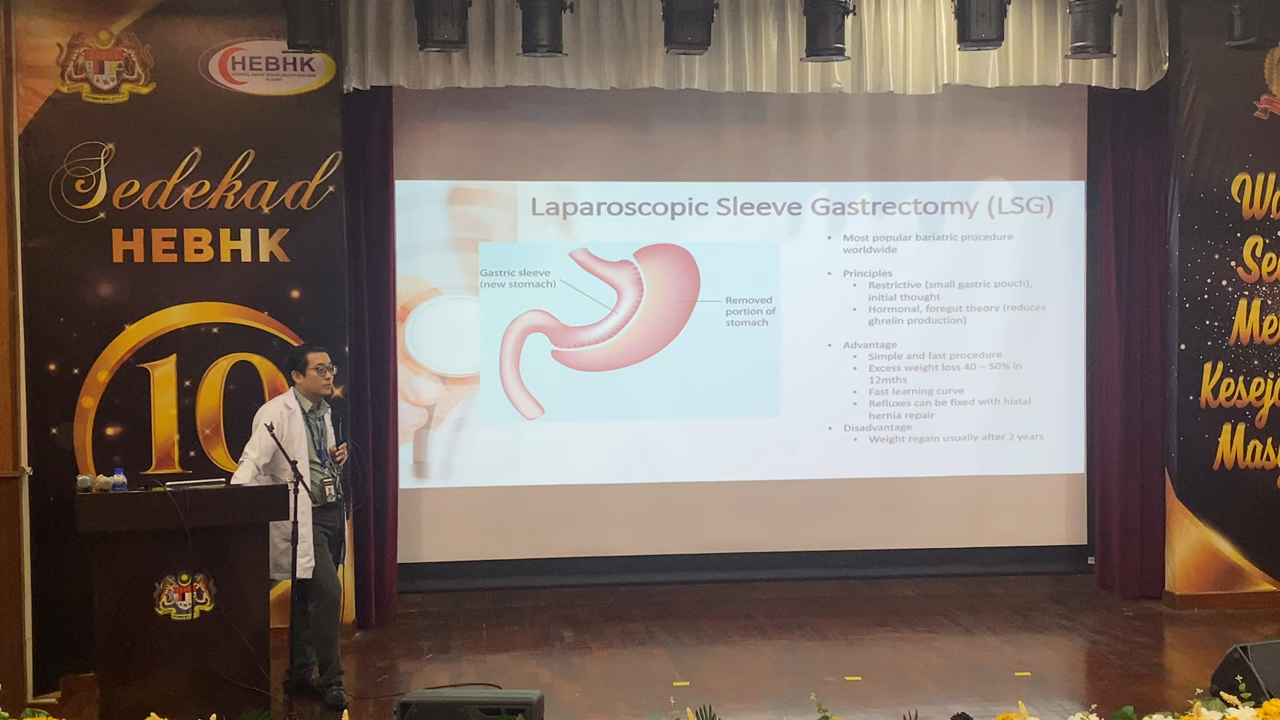 HEBHK
Sedekad
HEBHK
10
Laparoscopic Sleeve Gastrectomy (LSG)
Gastric sleeve
(new stomach)
Removed
portion of
stomach
• Most popular bariatric procedure
worldwide
• Principles
• Restrictive (small gastric pouch),
initial thought
• Hormonal, foregut theory (reduces
ghrelin production)
• Advantage
• Simple and fast procedure
• Excess weight loss 40 – 50% in
12mths
• Fast learning curve
• Refluxes can be fixed with hiatal
hernia repair
• Disadvantage
• Weight regain usually after 2 years